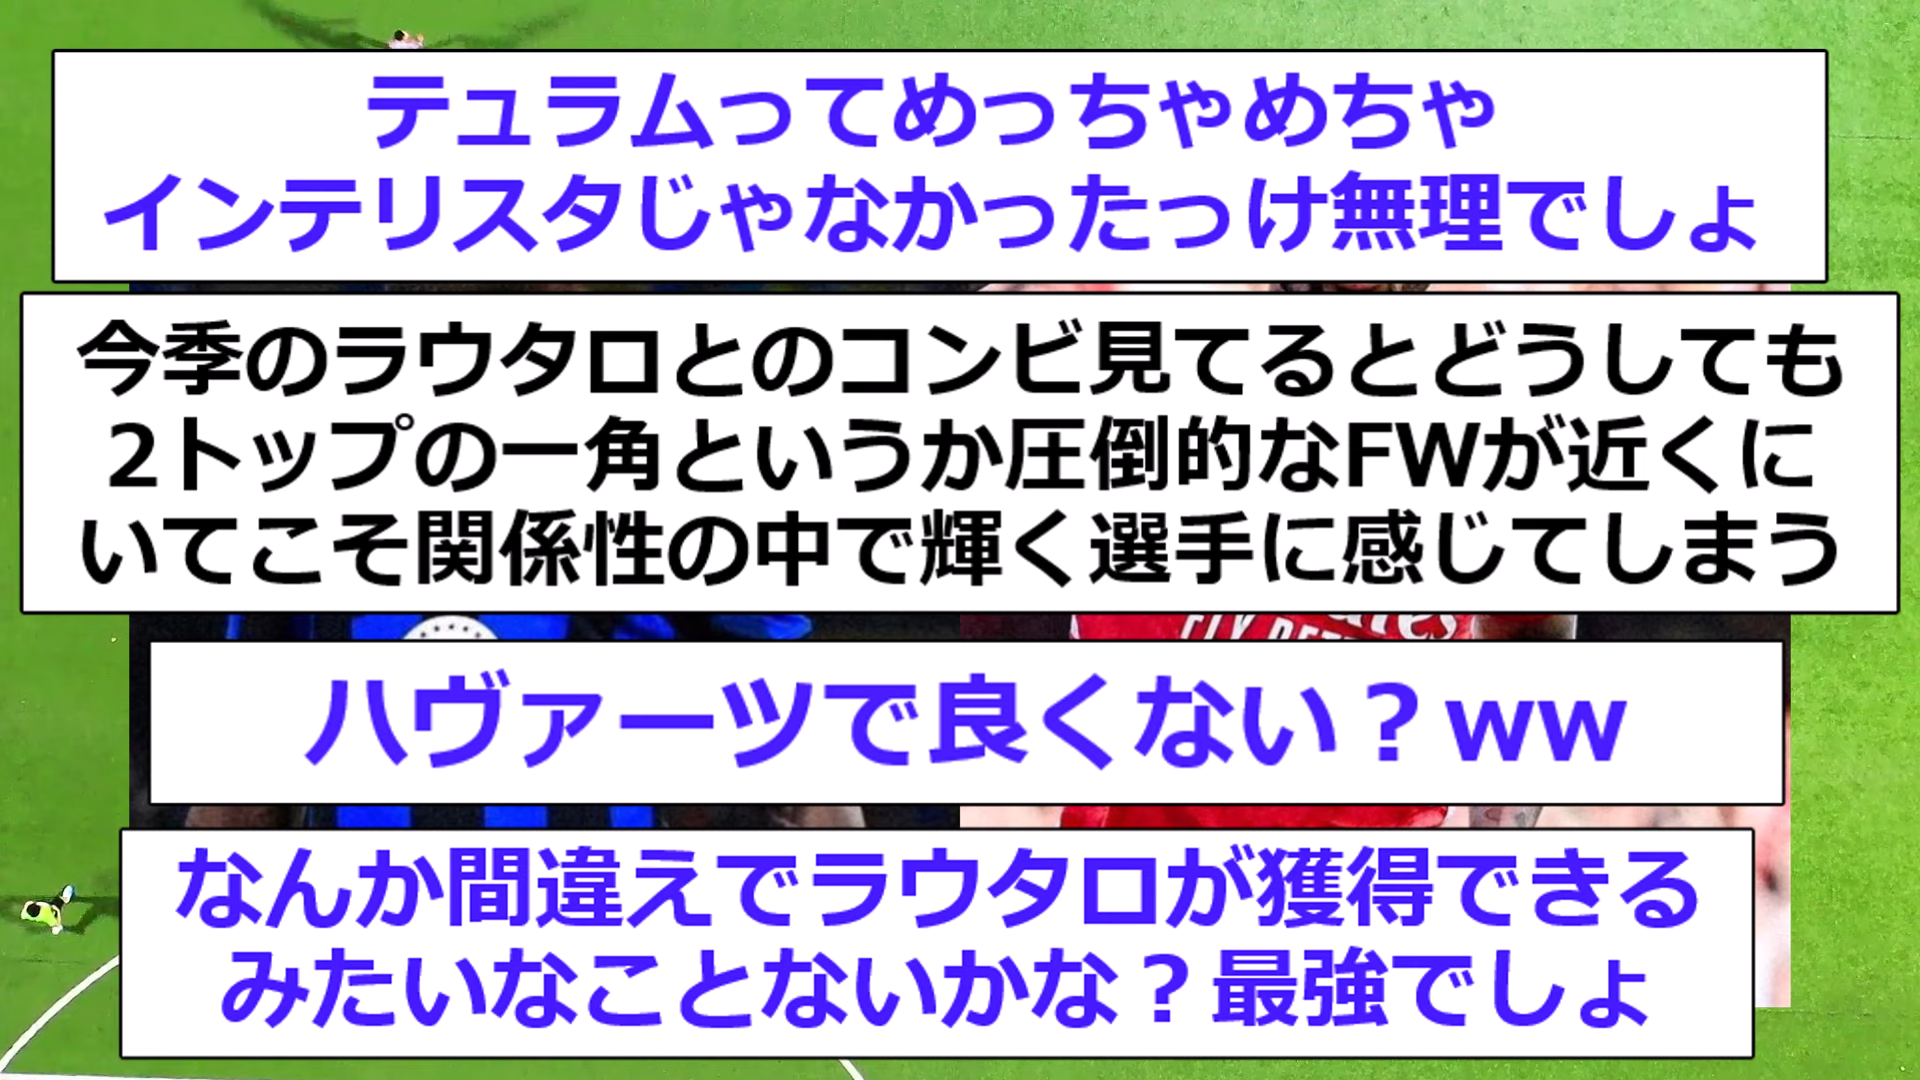 テュラムってめっちゃめちゃ
インテリスタじゃなかったっけ無理でしょ
今季のラウタロとのコンビ見てるとどうしても
2トップの一角というか圧倒的なFWが近くに
いてこそ関係性の中で輝く選手に感じてしまう
ハヴァーツで良くない？ww
なんか間違えでラウタロが獲得できる
みたいなことないかな？最強でしょ